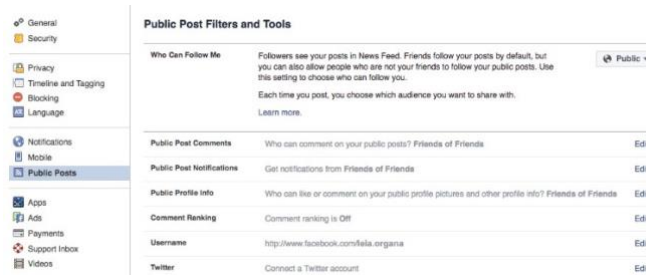 General
Security
Privacy
Timeline and Tagging
Blocking
Language
Notifications
Mobile
Public Posts
Apps
Ads
Payments
Support Inbox
Videos
Public Post Filters and Tools
Who Can Follow Me
Followers see your posts in News Feed. Friends follow your posts by default, but
you can also allow people who are not your friends to follow your public posts. Use
this setting to choose who can follow you.
Each time you post, you choose which audience you want to share with.
Learn more.
Public
Public Post Comments Who can comment on your public posts? Friends of Friends Edi
Public Post Notifications Get notifications from Friends of Friends Edi
Public Profile Info Who can like or comment on your public profile pictures and other profile info? Friends of Friends Edi
Comment Ranking Comment ranking is Off Edi
Username http://www.facebook.com/leia.organa Edi
Twitter Connect a Twitter account Edi